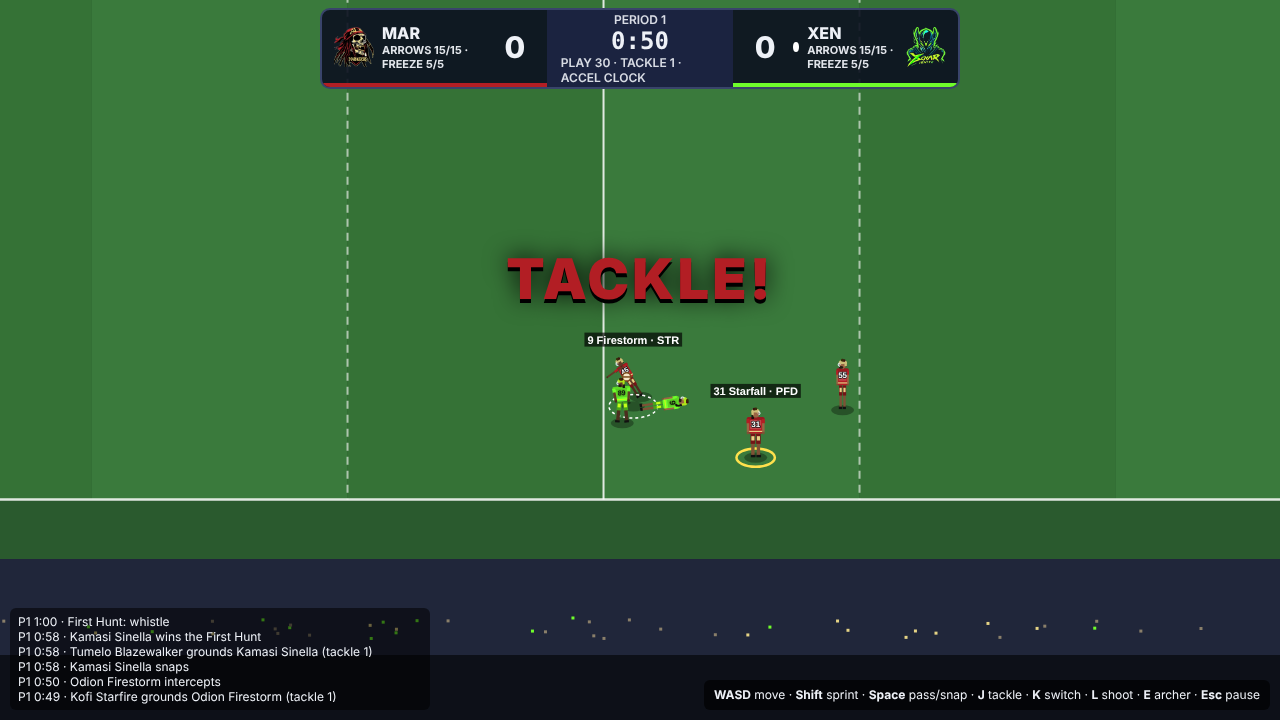 MAR
ARROWS 15/15 ·
FREEZE 5/5
0
PERIOD 1
0:50
PLAY 30 · TACKLE 1 ·
ACCEL CLOCK
0
XEN
ARROWS 15/15 ·
FREEZE 5/5
TACKLE!
9 Firestorm · STR
89
31 Starfall · PFD
31
55
P1 1:00 · First Hunt: whistle
P1 0:58 · Kamasi Sinella wins the First Hunt
P1 0:58 · Tumelo Blazewalker grounds Kamasi Sinella (tackle 1)
P1 0:58 · Kamasi Sinella snaps
P1 0:50 · Odion Firestorm intercepts
P1 0:49 · Kofi Starfire grounds Odion Firestorm (tackle 1)
WASD move · Shift sprint · Space pass/snap · J tackle · K switch · L shoot · E archer · Esc pause